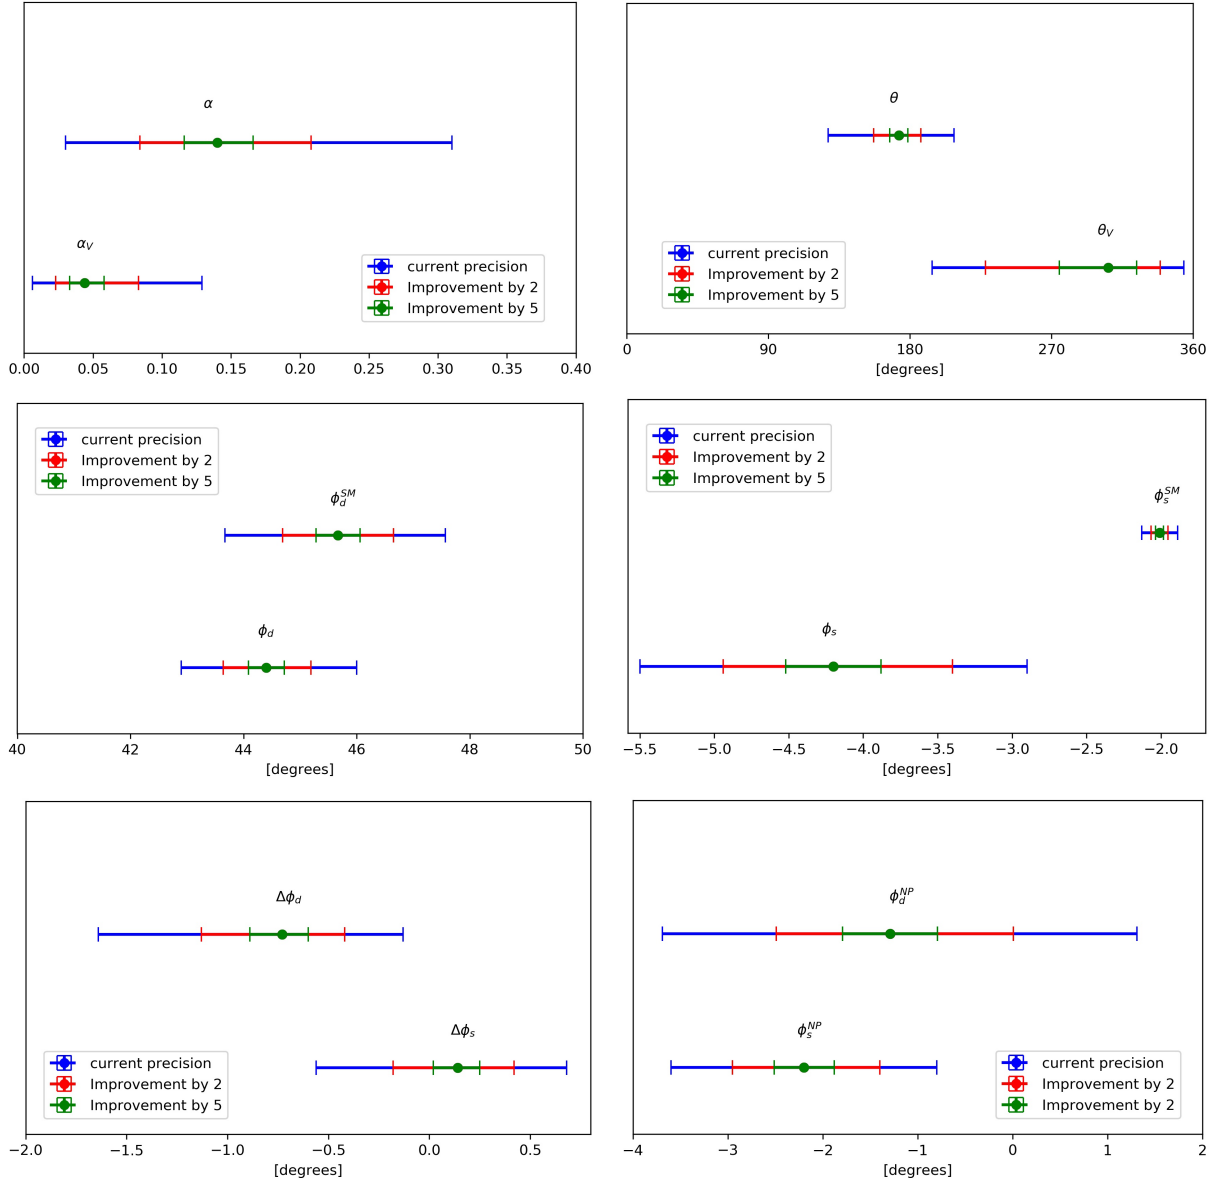 α
α_V
current precision
Improvement by 2
Improvement by 5
0.00 0.05 0.10 0.15 0.20 0.25 0.30 0.35 0.40
θ
θ_V
current precision
Improvement by 2
Improvement by 5
0 90 180 270 360
[degrees]
current precision
Improvement by 2
Improvement by 5
ϕ_d^{SM}
ϕ_d
40 42 44 46 48 50
[degrees]
current precision
Improvement by 2
Improvement by 5
ϕ_s^{SM}
ϕ_s
−5.5 −5.0 −4.5 −4.0 −3.5 −3.0 −2.5 −2.0
[degrees]
Δϕ_d
Δϕ_s
current precision
Improvement by 2
Improvement by 5
−2.0 −1.5 −1.0 −0.5 0.0 0.5
[degrees]
ϕ_d^{NP}
ϕ_s^{NP}
current precision
Improvement by 2
Improvement by 2
−4 −3 −2 −1 0 1 2
[degrees]